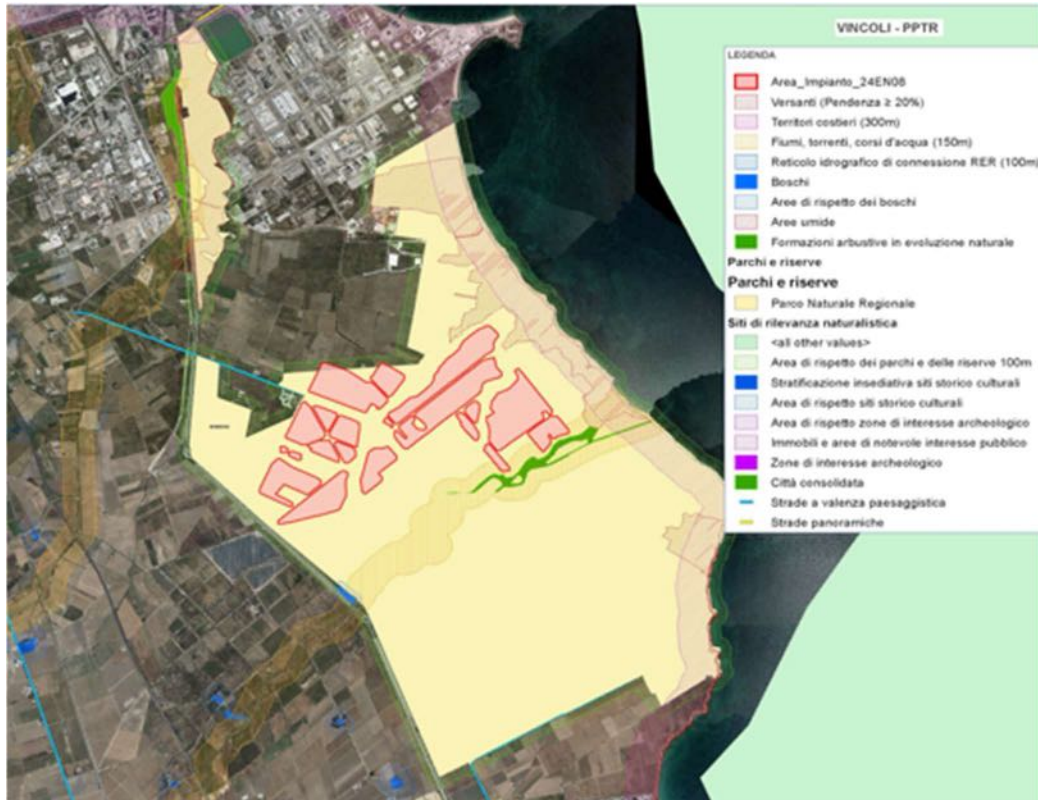 VINCOLI - PPTR
LEGENDA
Area_Impianto_24EN08
Versanti (Pendenza ≥ 20%)
Territori costieri (300m)
Fiumi, torrenti, corsi d'acqua (150m)
Reticolo idrografico di connessione RER (100m)
Boschi
Aree di rispetto dei boschi
Aree umide
Formazioni arbustive in evoluzione naturale
Parchi e riserve
Parchi e riserve
Parco Naturale Regionale
Siti di rilevanza naturalistica
<all other values>
Area di rispetto dei parchi e delle riserve 100m
Stratificazione insediativa siti storico culturali
Area di rispetto siti storico culturali
Area di rispetto zone di interesse archeologico
Immobili e aree di notevole interesse pubblico
Zone di interesse archeologico
Città consolidata
Strade a valenza paesaggistica
Strade panoramiche